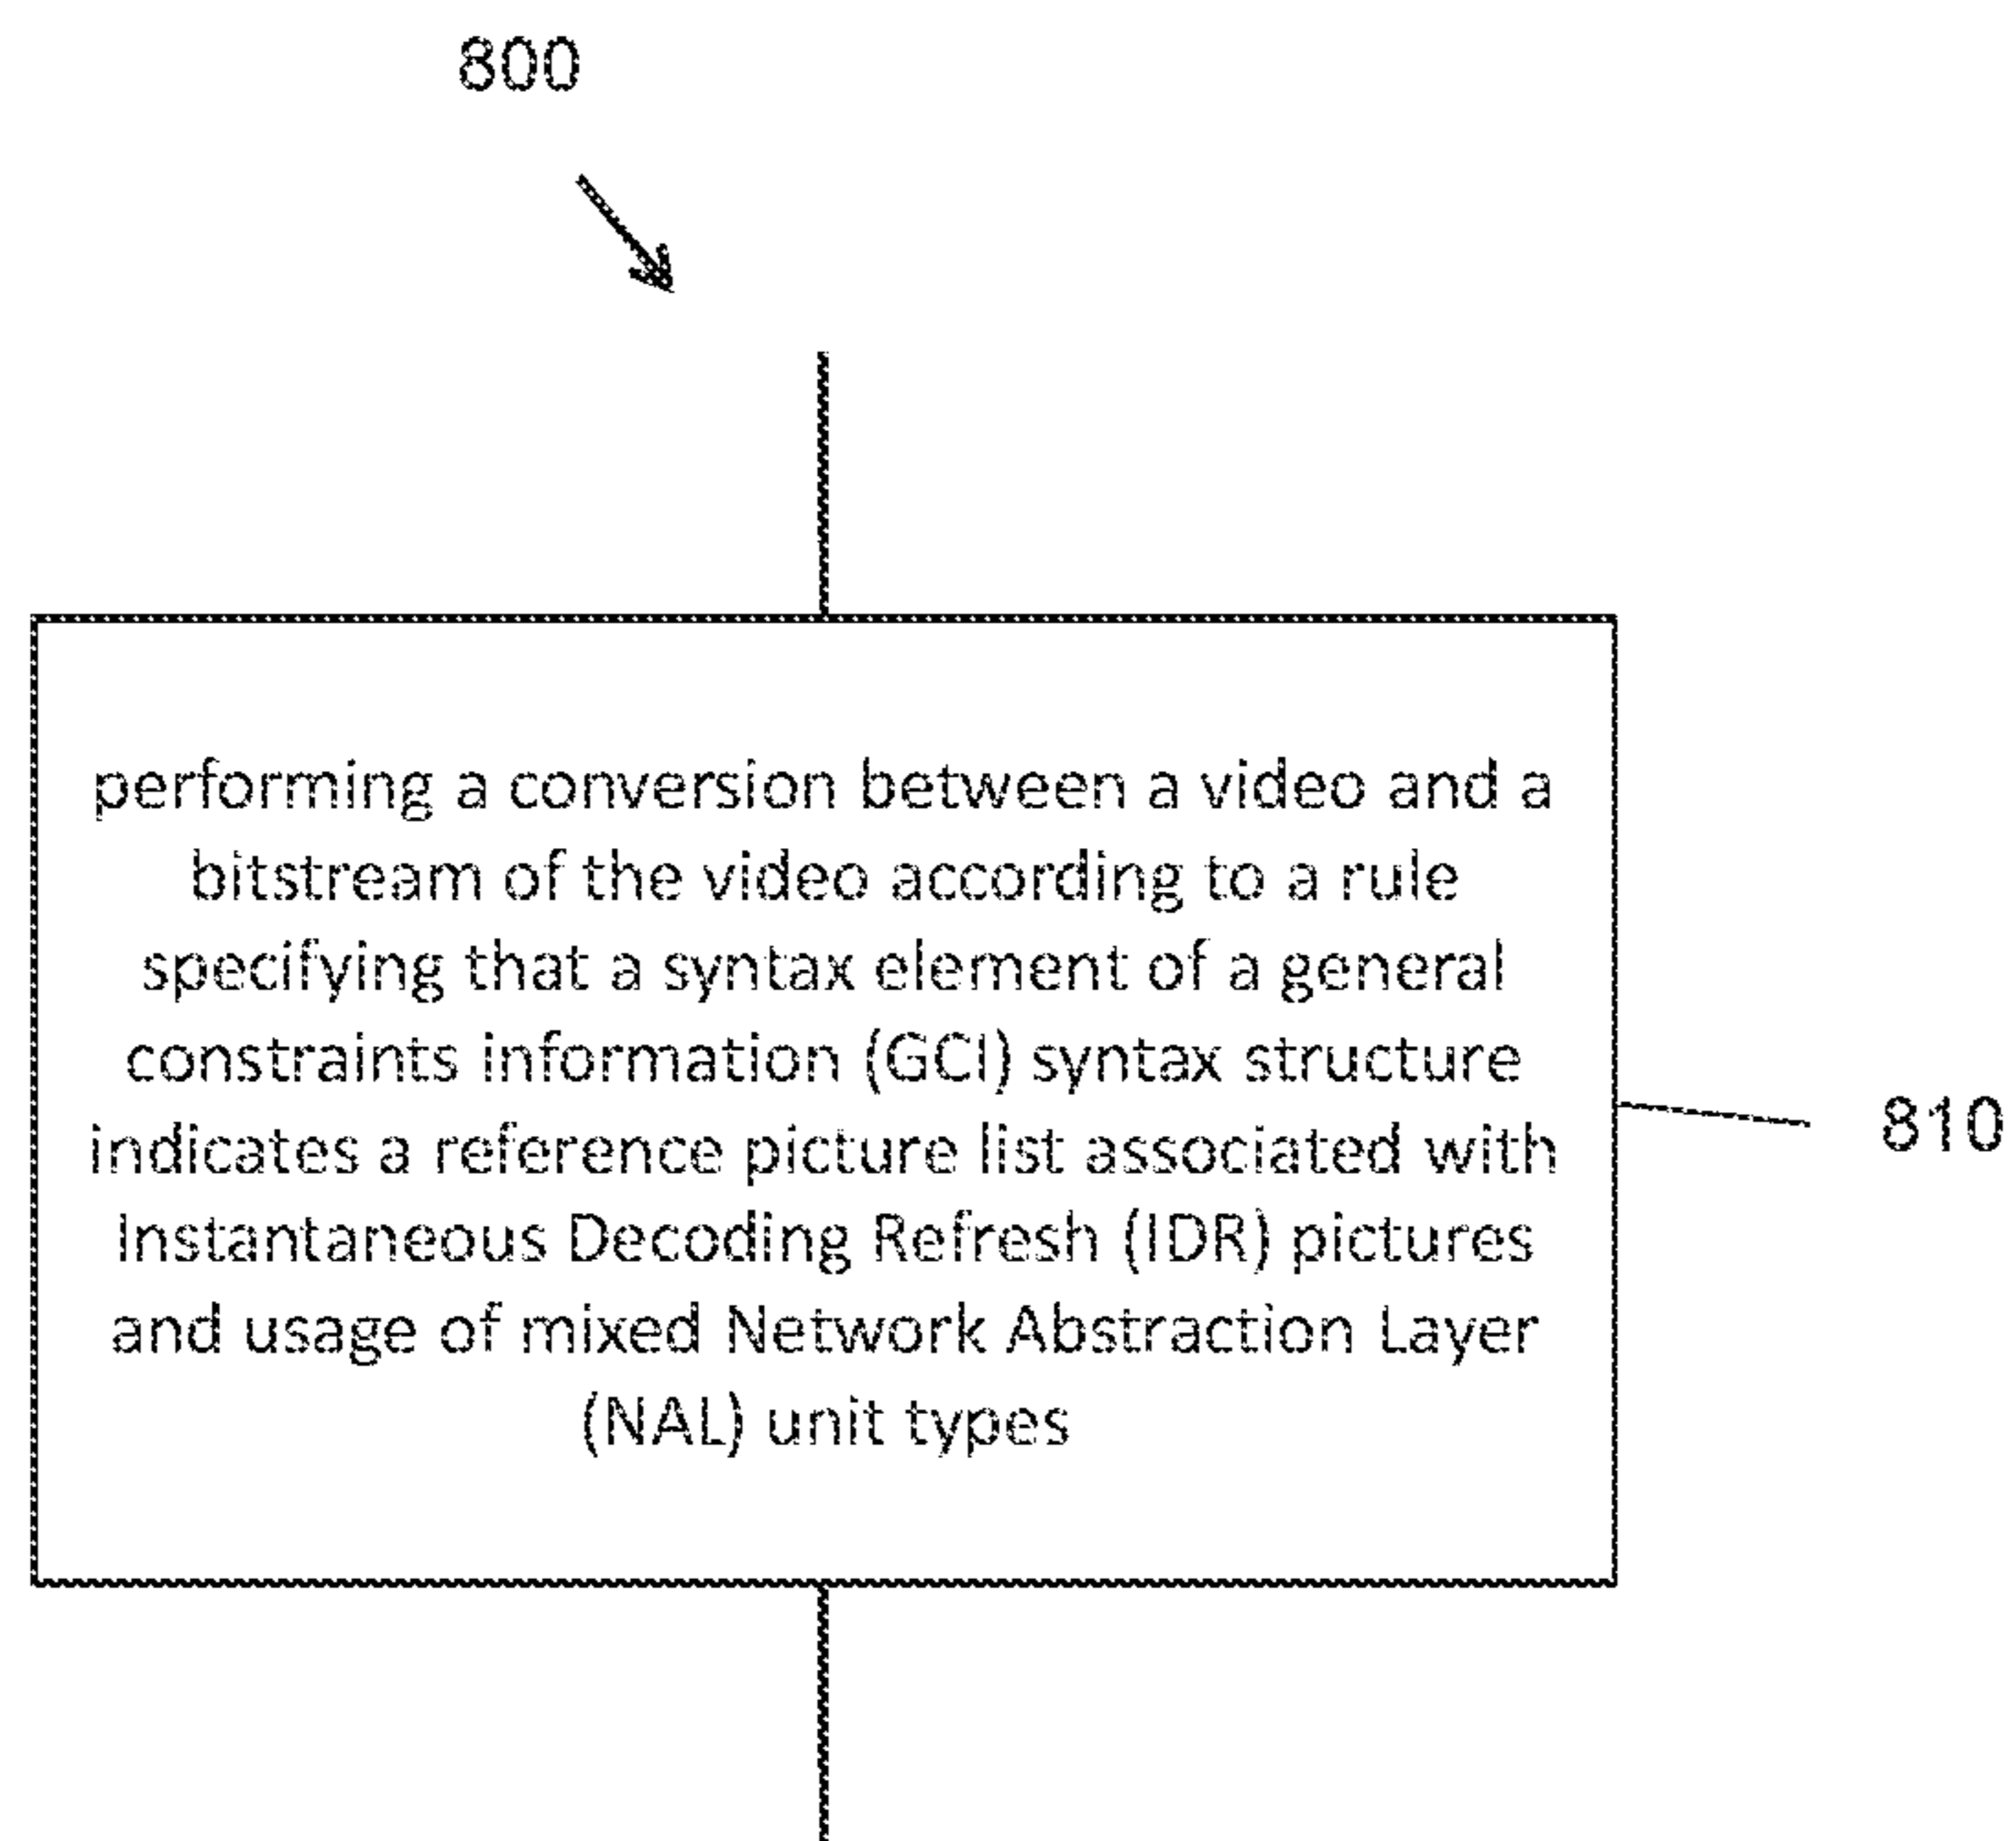 800
performing a conversion between a video and a
bitstream of the video according to a rule
specifying that a syntax element of a general
constraints information (GCI) syntax structure
indicates a reference picture list associated with
Instantaneous Decoding Refresh (IDR) pictures
and usage of mixed Network Abstraction Layer
(NAL) unit types
810